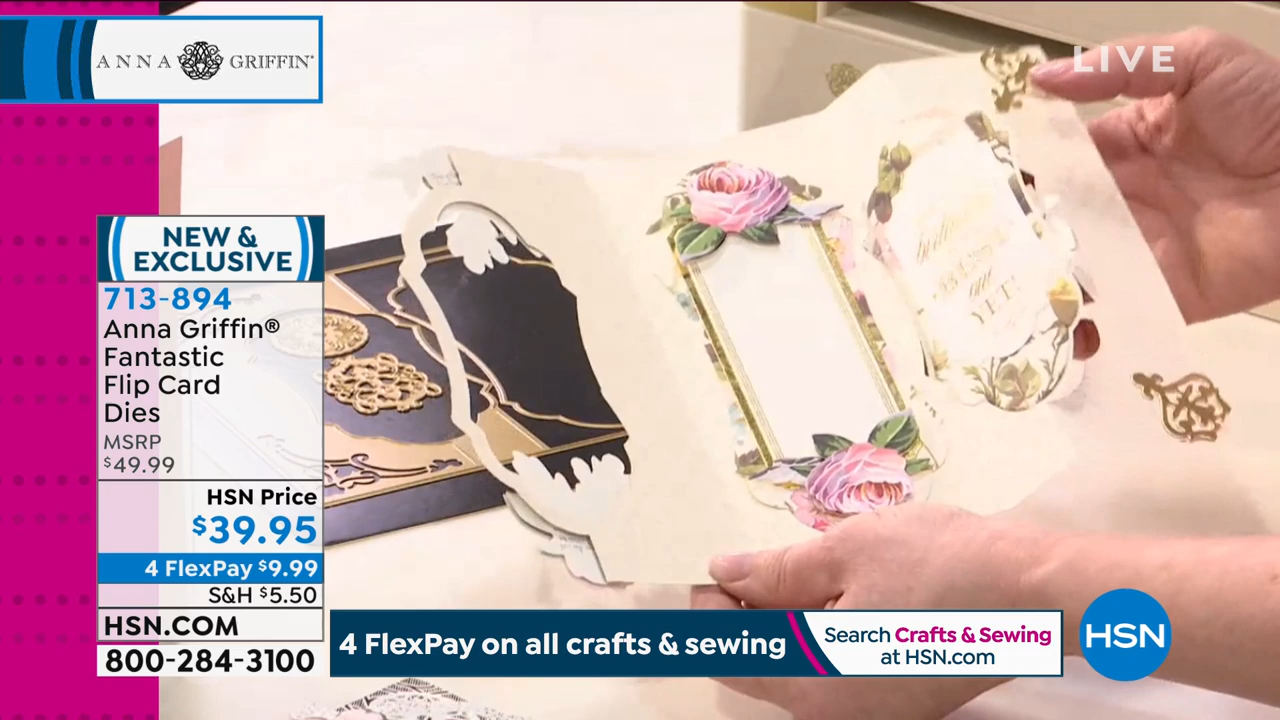 ANNA GRIFFIN®
LIVE
NEW &
EXCLUSIVE
713-894
Anna Griffin®
Fantastic
Flip Card
Dies
MSRP
$49.99
HSN Price
$39.95
4 FlexPay $9.99
S&H $5.50
HSN.COM
800-284-3100
4 FlexPay on all crafts & sewing
Search Crafts & Sewing
at HSN.com
HSN
YET!